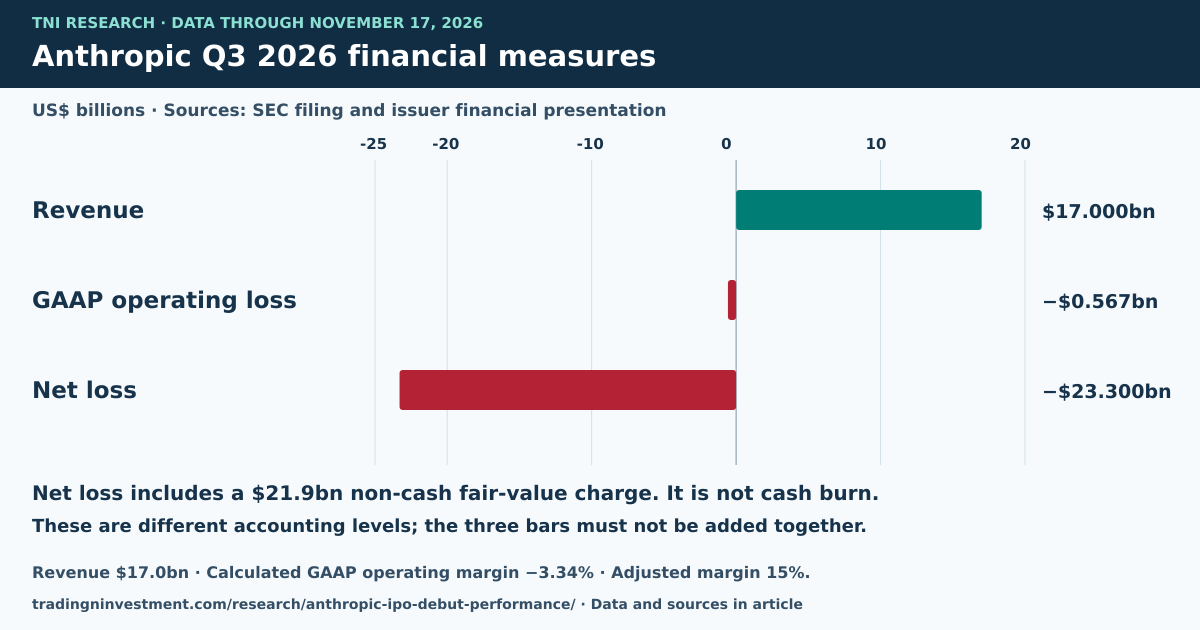 TNI RESEARCH · DATA THROUGH NOVEMBER 17, 2026
Anthropic Q3 2026 financial measures
US$ billions · Sources: SEC filing and issuer financial presentation
-25 -20 -10 0 10 20
Revenue $17.000bn
GAAP operating loss −$0.567bn
Net loss −$23.300bn
Net loss includes a $21.9bn non-cash fair-value charge. It is not cash burn.
These are different accounting levels; the three bars must not be added together.
Revenue $17.0bn · Calculated GAAP operating margin −3.34% · Adjusted margin 15%.
tradingninvestment.com/research/anthropic-ipo-debut-performance/ · Data and sources in article